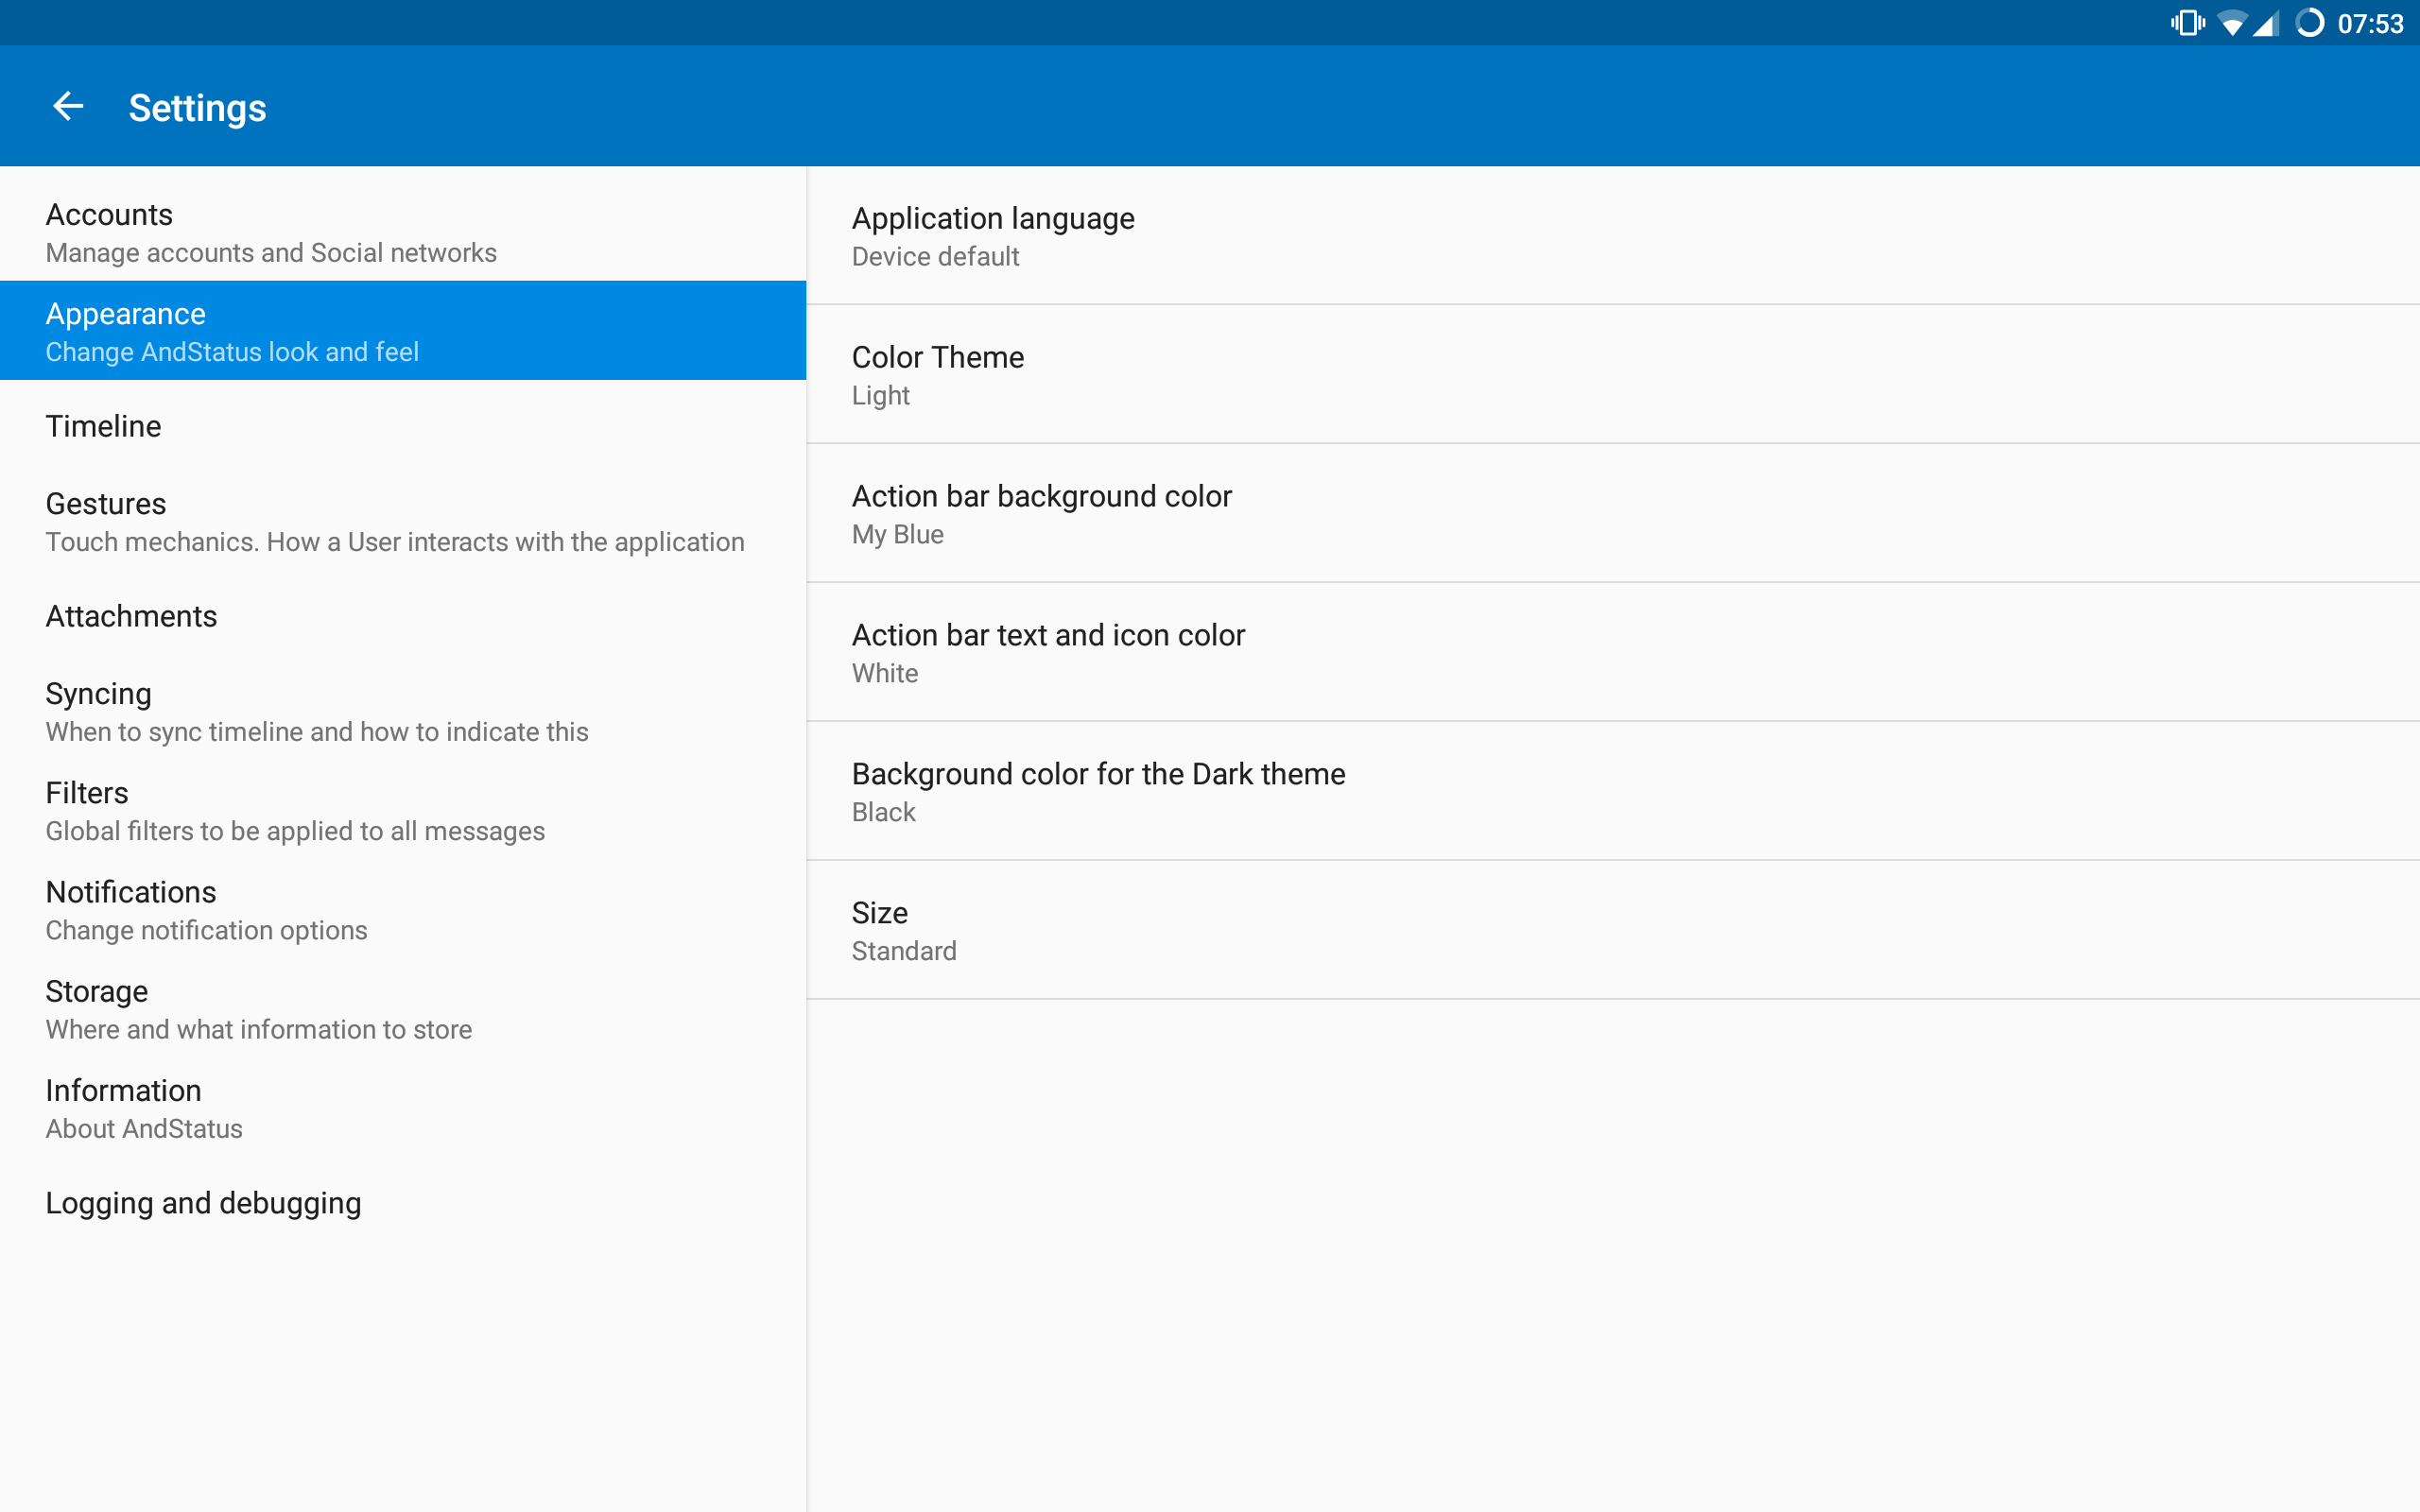 07:53
Settings
Accounts
Manage accounts and Social networks
Appearance
Change AndStatus look and feel
Timeline
Gestures
Touch mechanics. How a User interacts with the application
Attachments
Syncing
When to sync timeline and how to indicate this
Filters
Global filters to be applied to all messages
Notifications
Change notification options
Storage
Where and what information to store
Information
About AndStatus
Logging and debugging
Application language
Device default
Color Theme
Light
Action bar background color
My Blue
Action bar text and icon color
White
Background color for the Dark theme
Black
Size
Standard